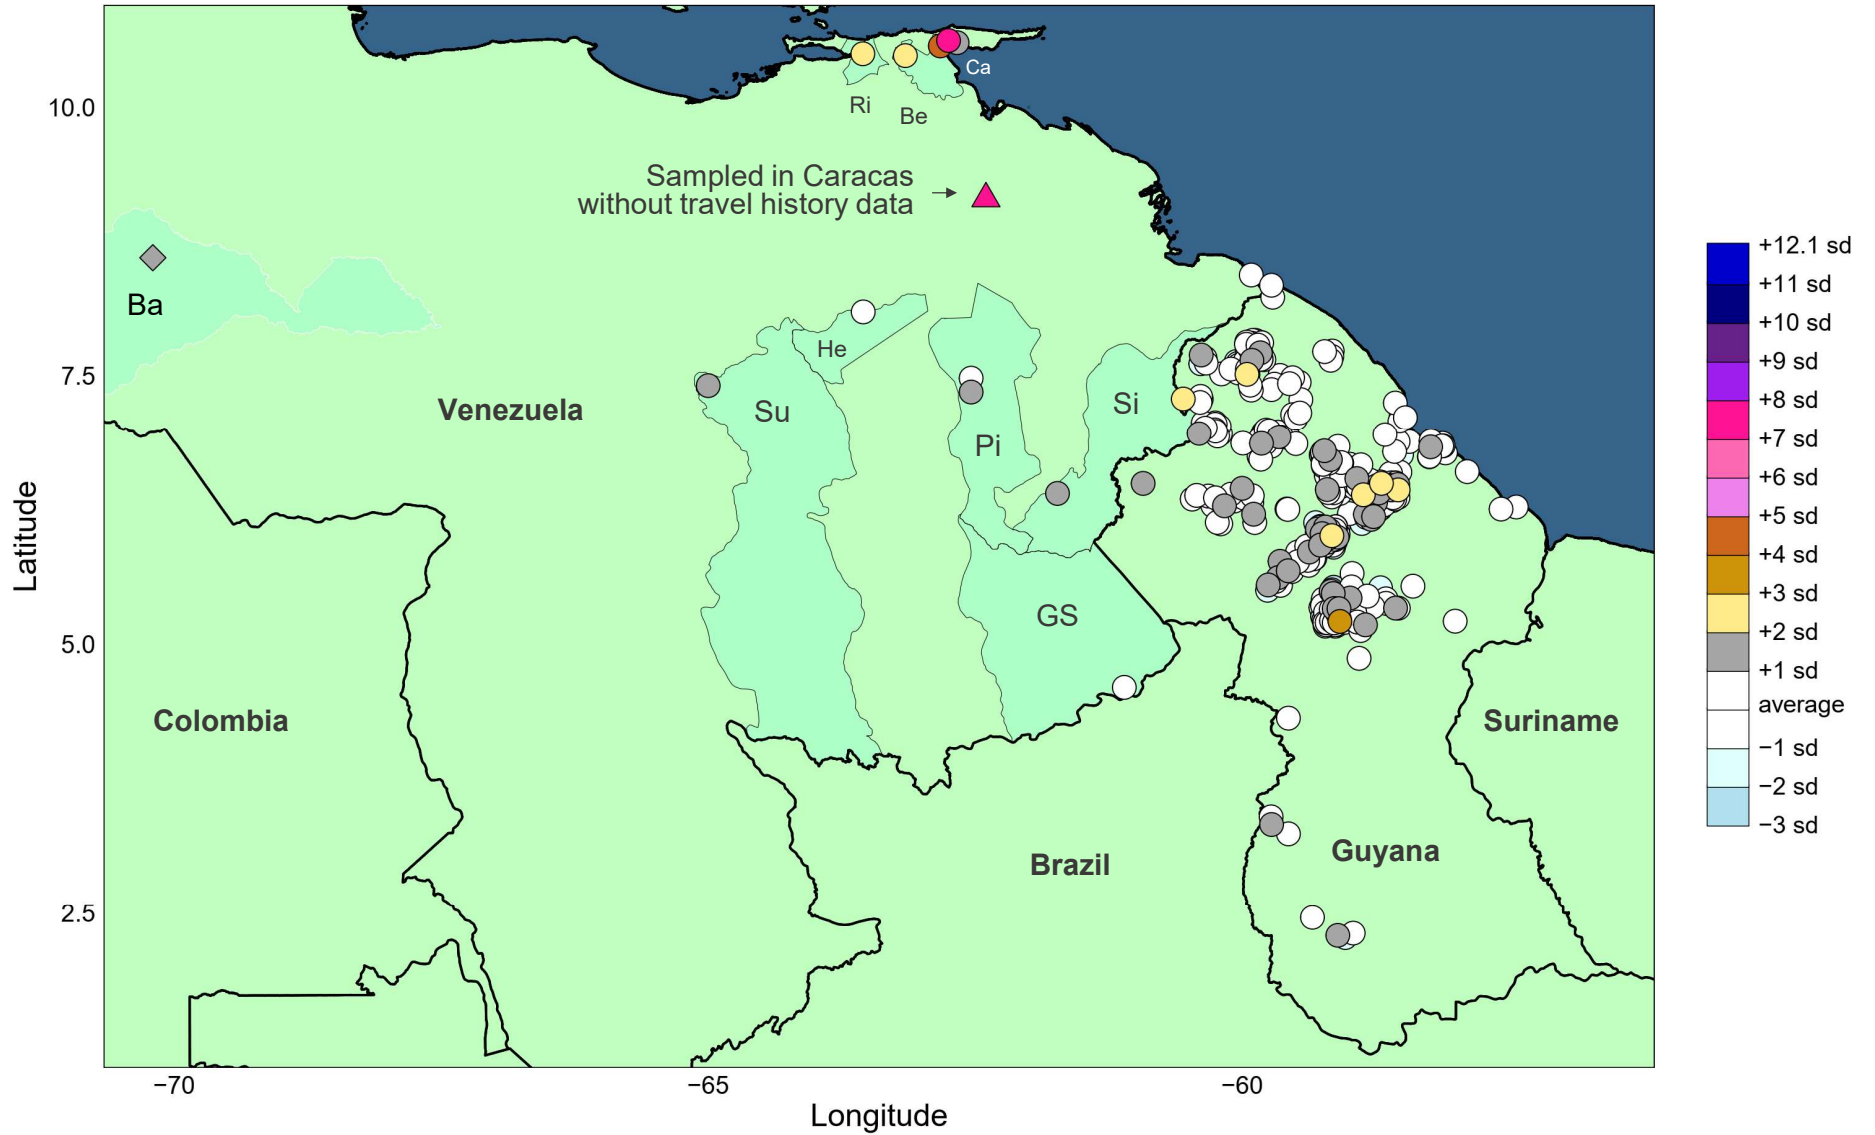 Ca
10.0
Ri
Be
Sampled in Caracas
without travel history data
+12.1 sd
+11 sd
+10 sd
+9 sd
+8 sd
+7 sd
+6 sd
+5 sd
+4 sd
+3 sd
+2 sd
+1 sd
average
−1 sd
−2 sd
−3 sd
Ba
He
7.5
Venezuela
Su
Si
Pi
Latitude
GS
5.0
Colombia
Suriname
Brazil
Guyana
2.5
−70
−65
−60
Longitude